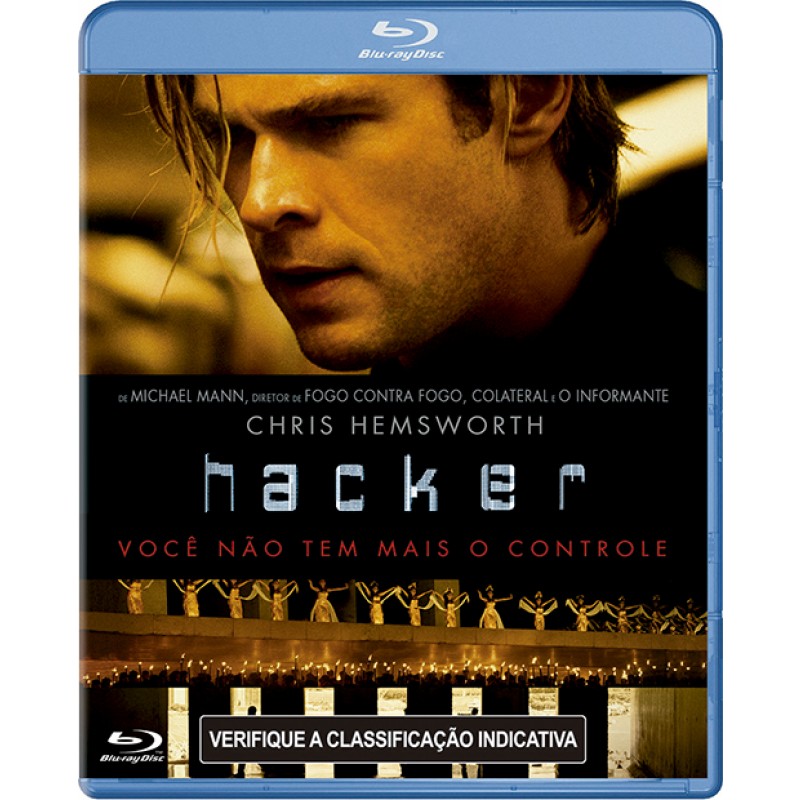 Blu-ray Disc
DE MICHAEL MANN, DIRETOR DE FOGO CONTRA FOGO, COLATERAL E O INFORMANTE
CHRIS HEMSWORTH
hacker
VOCÊ NÃO TEM MAIS O CONTROLE
Blu-ray Disc
VERIFIQUE A CLASSIFICAÇÃO INDICATIVA